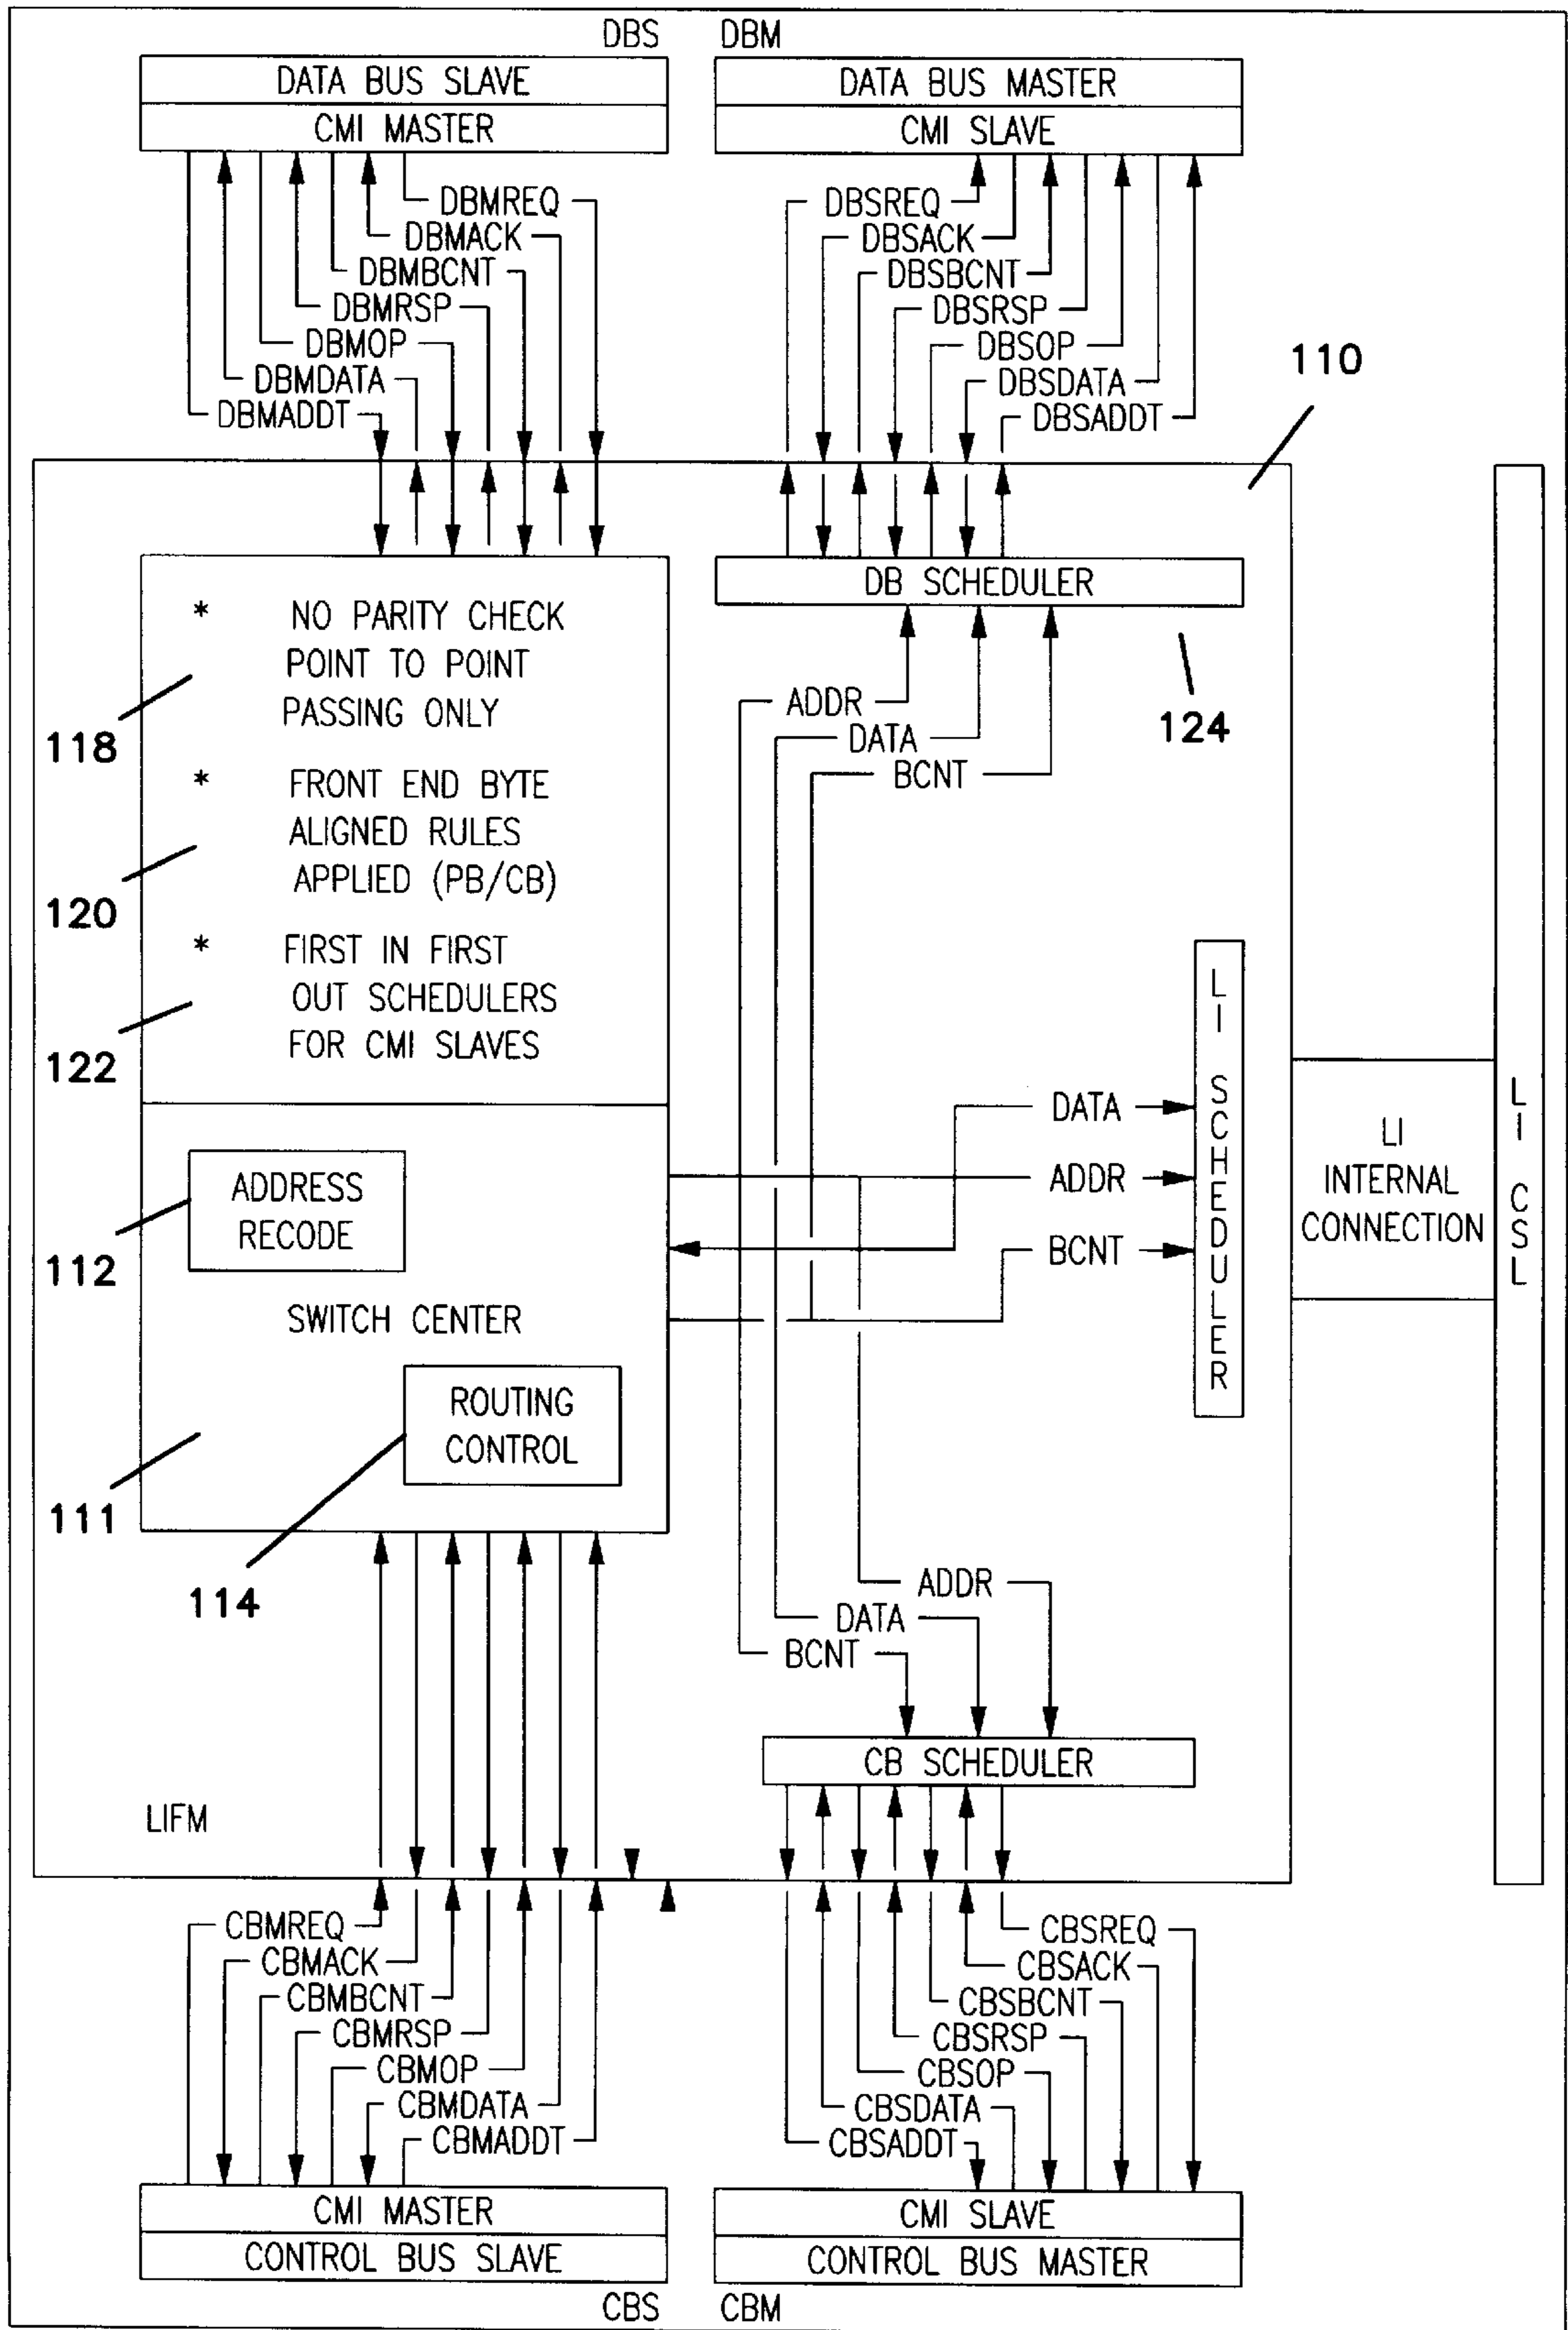 DBS DBM
DATA BUS SLAVE
CMI MASTER
DATA BUS MASTER
CMI SLAVE
DBMREQ
DBMACK
DBMBCNT
DBMRSP
DBMOP
DBMDATA
DBMADDT
DBSREQ
DBSACK
DBSBCNT
DBSRSP
DBSOP
DBSDATA
DBSADDT
110
* NO PARITY CHECK
POINT TO POINT
PASSING ONLY
118
* FRONT END BYTE
ALIGNED RULES
APPLIED (PB/CB)
120
* FIRST IN FIRST
OUT SCHEDULERS
FOR CMI SLAVES
122
DB SCHEDULER
124
ADDR
DATA
BCNT
ADDRESS
RECODE
112
SWITCH CENTER
ROUTING
CONTROL
111
114
DATA
ADDR
BCNT
LI SCHEDULER
LI
INTERNAL
CONNECTION
LI CSL
ADDR
DATA
BCNT
CB SCHEDULER
LIFM
CBMREQ
CBMACK
CBMBCNT
CBMRSP
CBMOP
CBMDATA
CBMADDT
CBSREQ
CBSACK
CBSBCNT
CBSRSP
CBSOP
CBSDATA
CBSADDT
CMI MASTER
CONTROL BUS SLAVE
CMI SLAVE
CONTROL BUS MASTER
CBS CBM